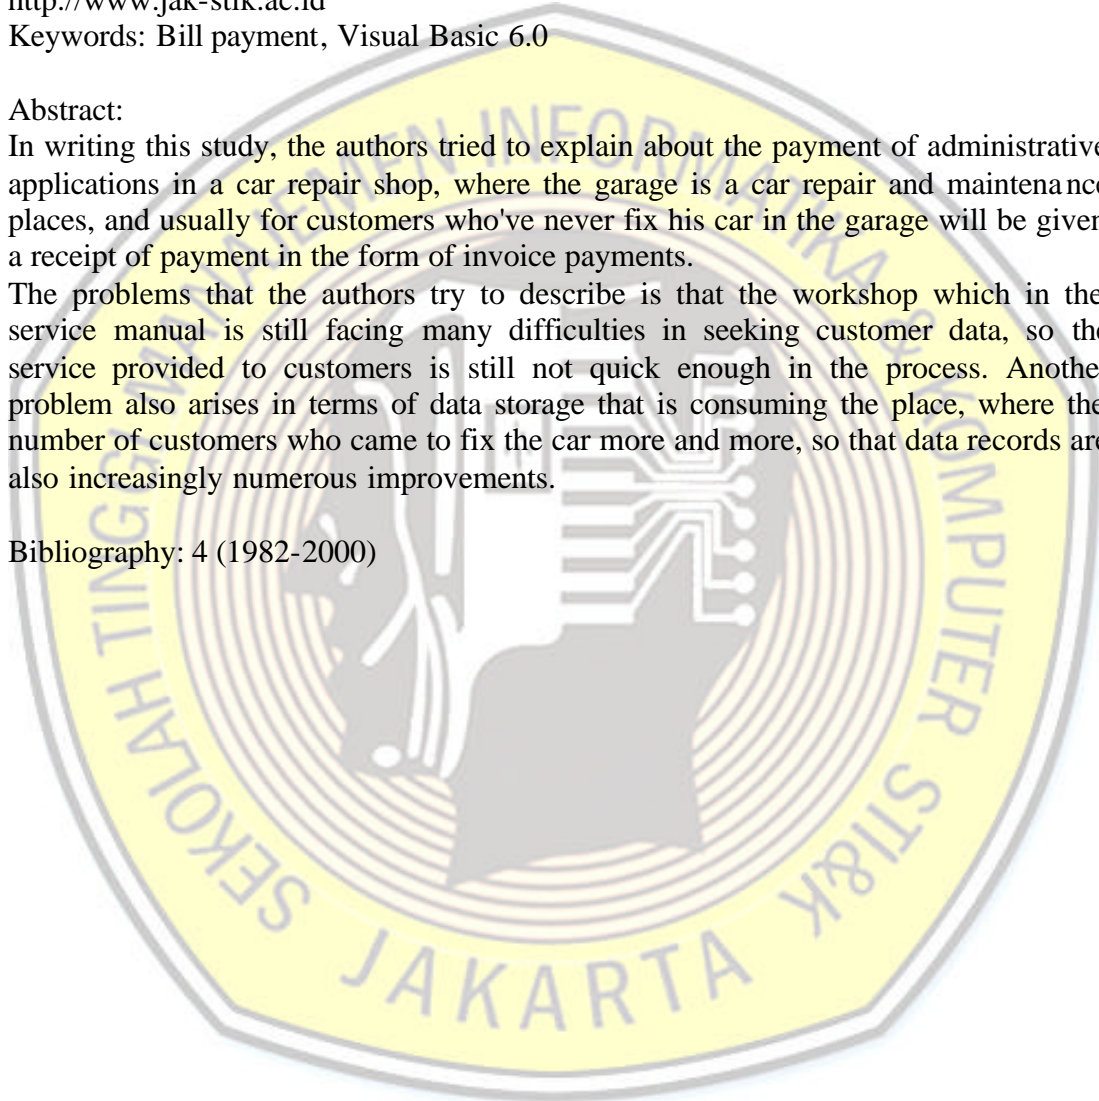 http://www.jak-stik.ac.id
Keywords: Bill payment, Visual Basic 6.0
Abstract:
In writing this study, the authors tried to explain about the payment of administrative
applications in a car repair shop, where the garage is a car repair and maintenance
places, and usually for customers who've never fix his car in the garage will be given
a receipt of payment in the form of invoice payments.
The problems that the authors try to describe is that the workshop which in the
service manual is still facing many difficulties in seeking customer data, so the
service provided to customers is still not quick enough in the process. Another
problem also arises in terms of data storage that is consuming the place, where the
number of customers who came to fix the car more and more, so that data records are
also increasingly numerous improvements.
Bibliography: 4 (1982-2000)
SEKOLAH TINGGI MANAJEMEN INFORMATIKA & KOMPUTER STI&K
JAKARTA